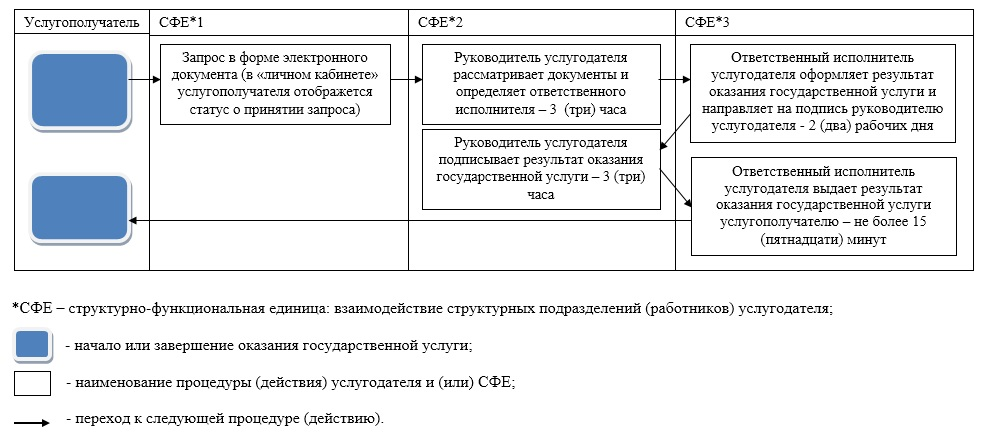 Услугополучатель
СФЕ*1
СФЕ*2
СФЕ*3
Запрос в форме электронного
документа (в «личном кабинете»
услугополучателя отображется
статус о принятии запроса)
Руководитель услугодателя
рассматривает документы и
определяет ответственного
исполнителя – 3 (три) часа
Ответственный исполнитель
услугодателя оформляет результат
оказания государственной услуги и
направляет на подпись руководителю
услугодателя - 2 (два) рабочих дня
Руководитель услугодателя
подписывает результат оказания
государственной услуги – 3 (три)
часа
Ответственный исполнитель
услугодателя выдает результат
оказания государственной услуги
услугополучателю – не более 15
(пятнадцати) минут
*СФЕ – структурно-функциональная единица: взаимодействие структурных подразделений (работников) услугодателя;
- начало или завершение оказания государственной услуги;
- наименование процедуры (действия) услугодателя и (или) СФЕ;
- переход к следующей процедуре (действию).